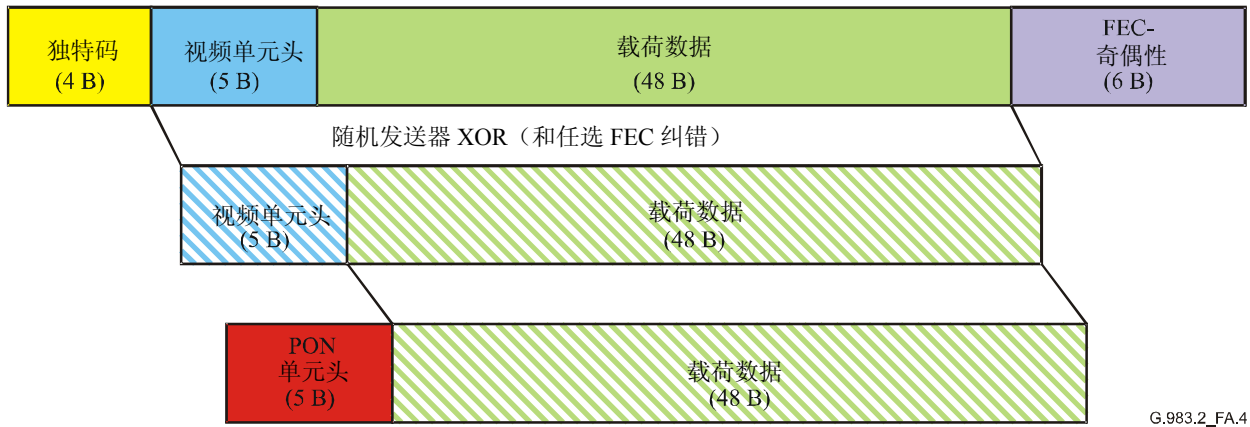 独特码
(4 B)
视频单元头
(5 B)
载荷数据
(48 B)
FEC-
奇偶性
(6 B)
随机发送器 XOR（和任选 FEC 纠错）
视频单元头
(5 B)
载荷数据
(48 B)
PON
单元头
(5 B)
载荷数据
(48 B)
G.983.2_FA.4